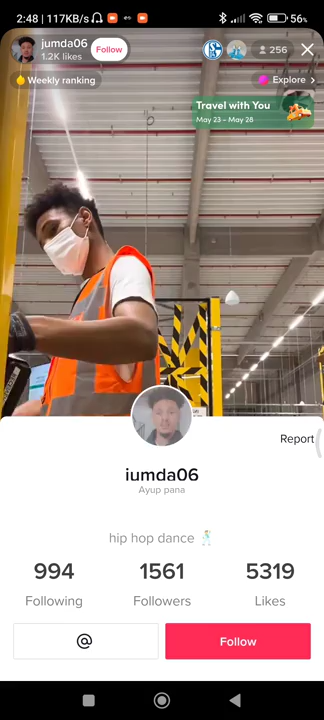 2:48 | 117KB/s
56%
jumda06
1.2K likes
Follow
256
Weekly ranking
Explore >
Travel with You
May 23 – May 28
Report
iumda06
Ayup pana
hip hop dance
994
1561
5319
Following
Followers
Likes
@
Follow